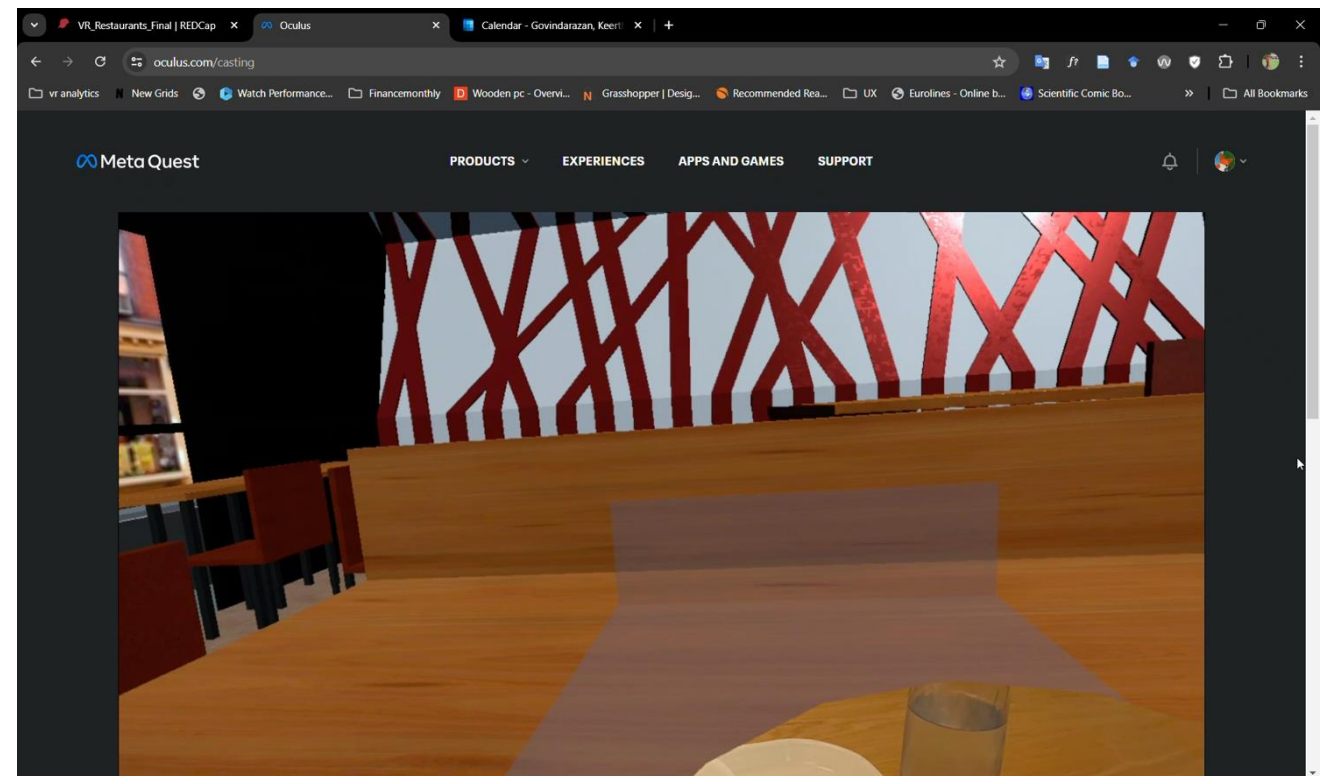 VR_Restaurants_Final | REDCap
Oculus
Calendar - Govindarazan, Keert
oculus.com/casting
vr analytics
New Grids
Watch Performance...
Financemonthly
Wooden pc - Overvi...
Grasshopper | Desig...
Recommended Rea...
UX
Eurolines - Online b...
Scientific Comic Bo...
All Bookmarks
Meta Quest
PRODUCTS
EXPERIENCES
APPS AND GAMES
SUPPORT